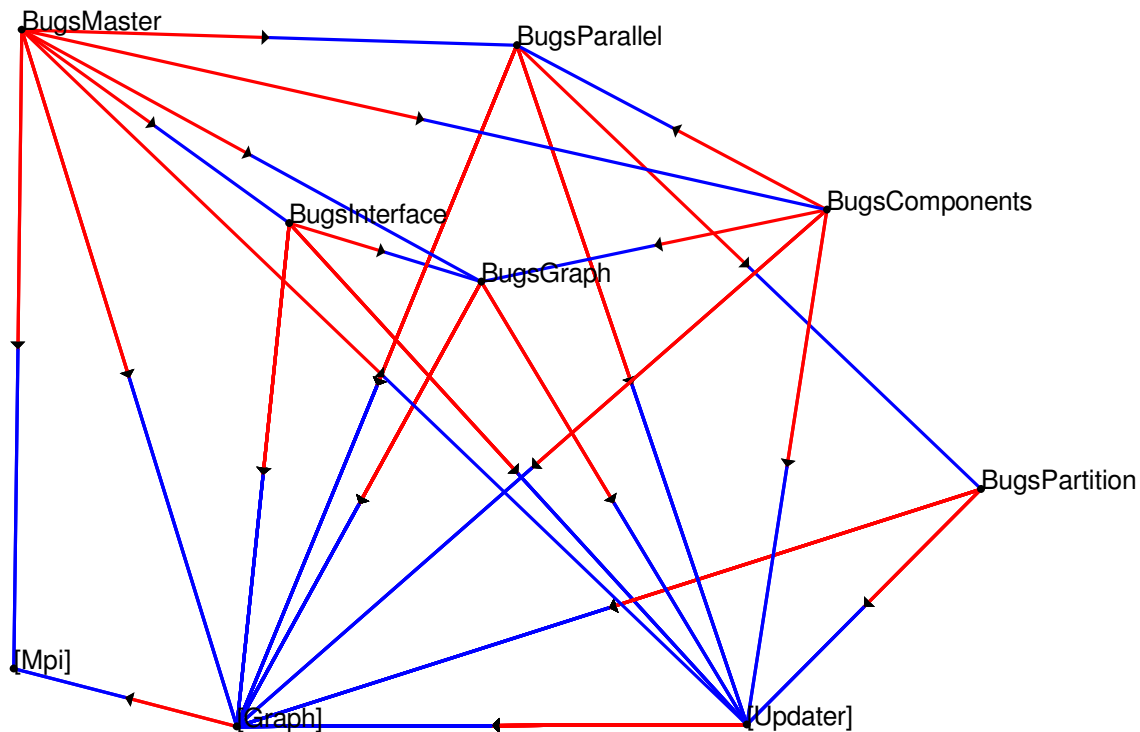 BugsMaster
BugsParallel
BugsComponents
BugsInterface
BugsGraph
BugsPartition
[Mpi]
[Graph]
[Updater]